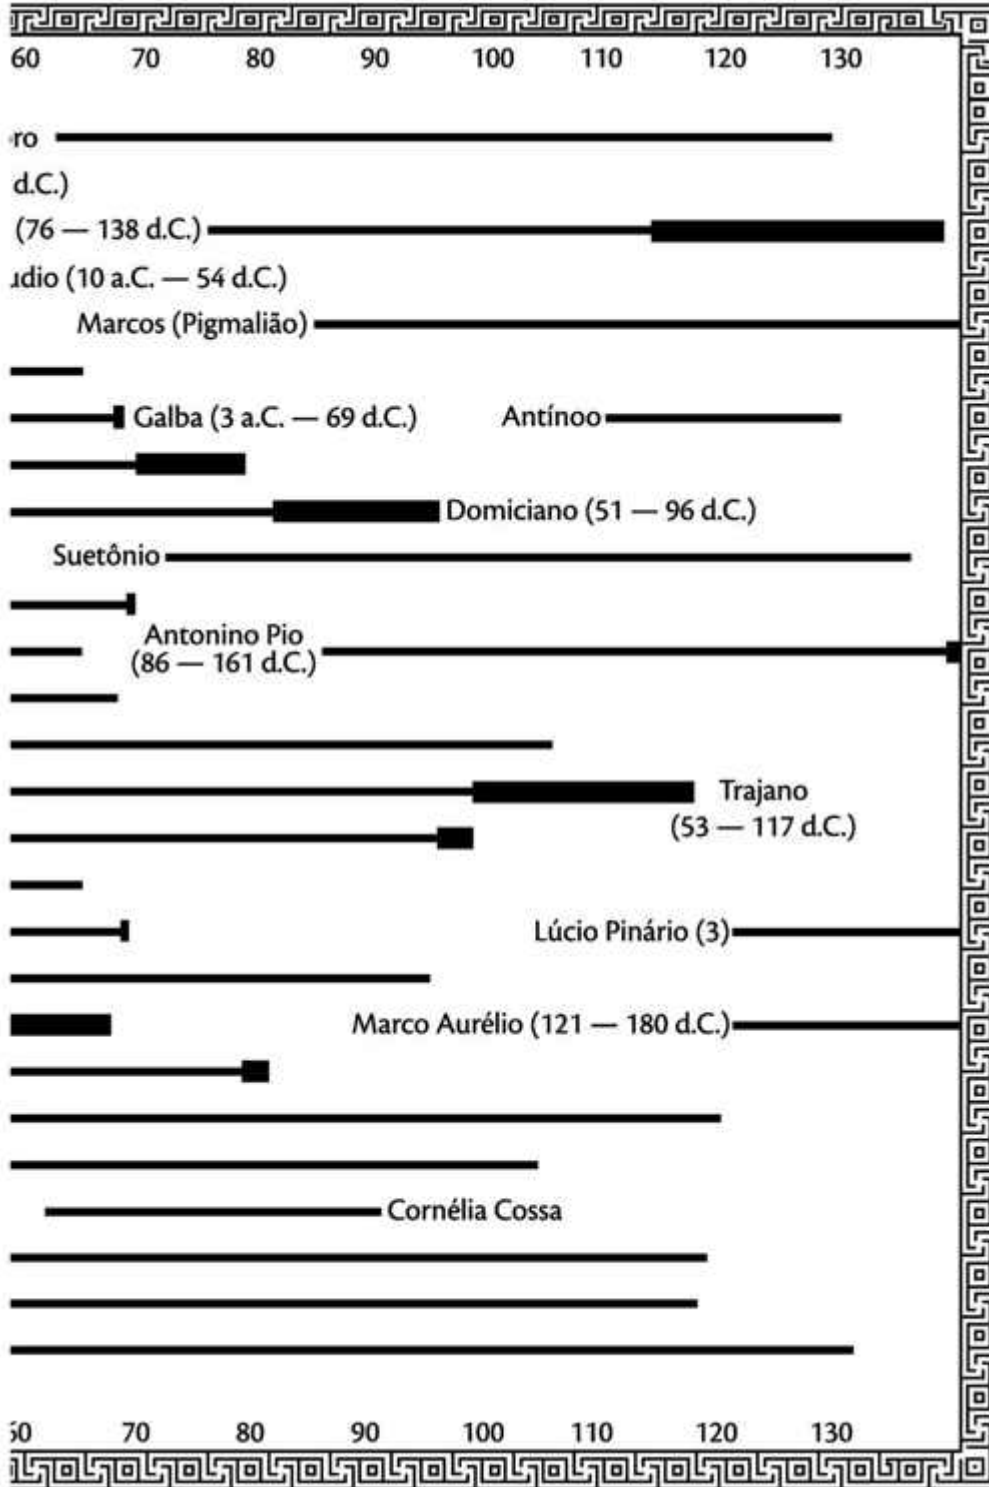 60 70 80 90 100 110 120 130
ro
d.C.)
(76 — 138 d.C.)
udio (10 a.C. — 54 d.C.)
Marcos (Pigmalião)
Galba (3 a.C. — 69 d.C.) Antínoo
Domiciano (51 — 96 d.C.)
Suetônio
Antonino Pio
(86 — 161 d.C.)
Trajano
(53 — 117 d.C.)
Lúcio Pinário (3)
Marco Aurélio (121 — 180 d.C.)
Cornélia Cossa
60 70 80 90 100 110 120 130